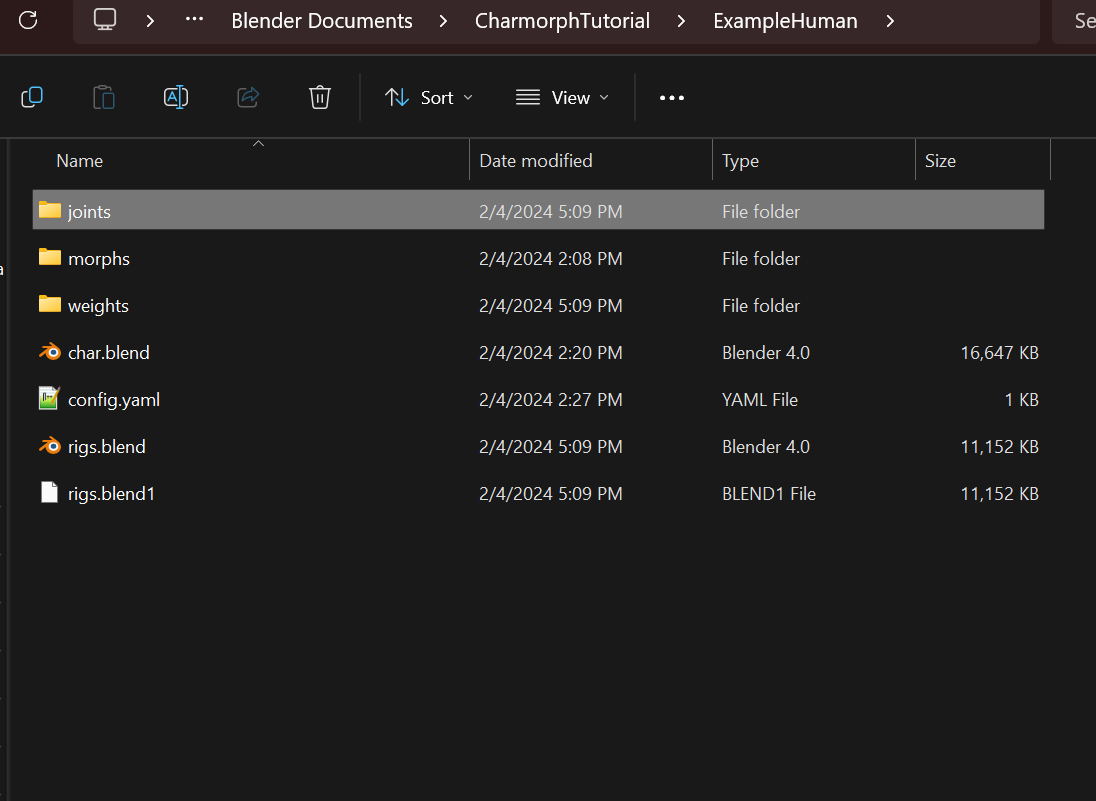 Blender Documents > CharmorphTutorial > ExampleHuman > Se
Sort View
Name Date modified Type Size
joints 2/4/2024 5:09 PM File folder
morphs 2/4/2024 2:08 PM File folder
weights 2/4/2024 5:09 PM File folder
char.blend 2/4/2024 2:20 PM Blender 4.0 16,647 KB
config.yaml 2/4/2024 2:27 PM YAML File 1 KB
rigs.blend 2/4/2024 5:09 PM Blender 4.0 11,152 KB
rigs.blend1 2/4/2024 5:09 PM BLEND1 File 11,152 KB